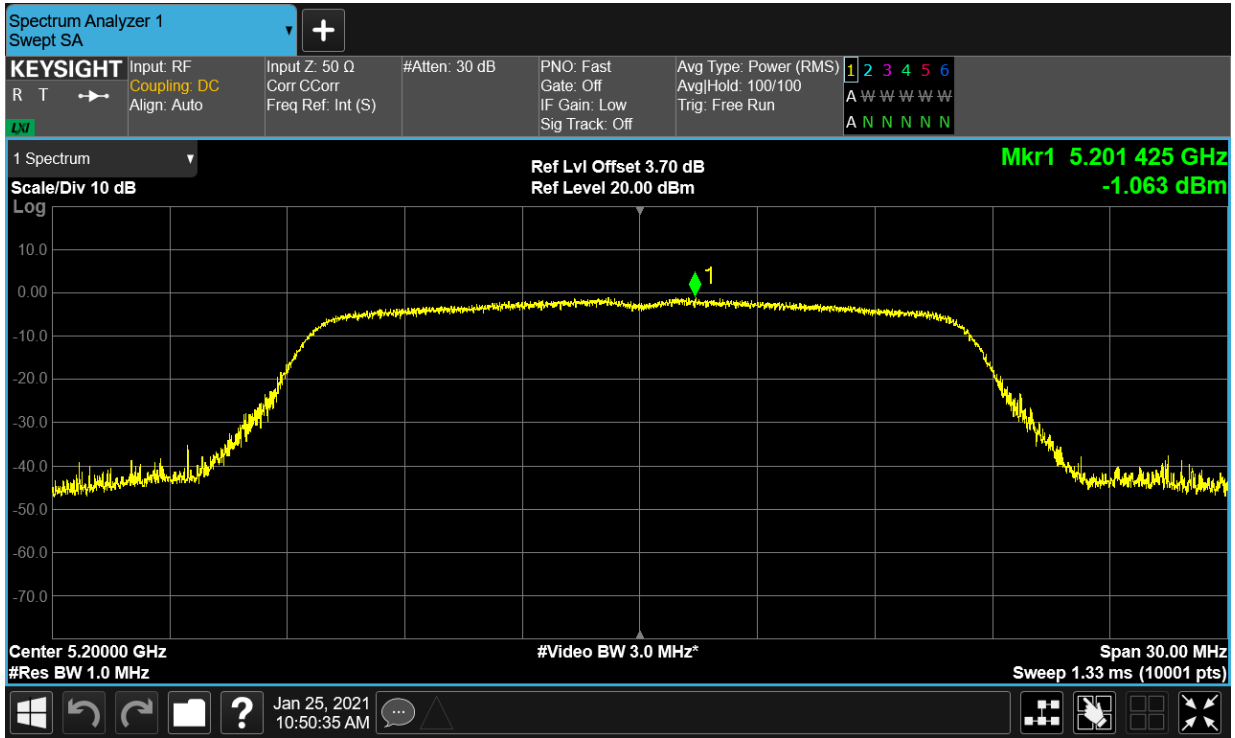 Spectrum Analyzer 1
Swept SA
KEYSIGHT
R T
LXI
Input: RF
Coupling: DC
Align: Auto
Input Z: 50 Ω
Corr CCorr
Freq Ref: Int (S)
#Atten: 30 dB
PNO: Fast
Gate: Off
IF Gain: Low
Sig Track: Off
Avg Type: Power (RMS)
Avg|Hold: 100/100
Trig: Free Run
1 2 3 4 5 6
A W W W W W
A N N N N N
1 Spectrum
Scale/Div 10 dB
Log
Ref Lvl Offset 3.70 dB
Ref Level 20.00 dBm
Mkr1 5.201 425 GHz
-1.063 dBm
10.0
0.00
-10.0
-20.0
-30.0
-40.0
-50.0
-60.0
-70.0
1
Center 5.20000 GHz
#Res BW 1.0 MHz
#Video BW 3.0 MHz*
Span 30.00 MHz
Sweep 1.33 ms (10001 pts)
?
Jan 25, 2021
10:50:35 AM